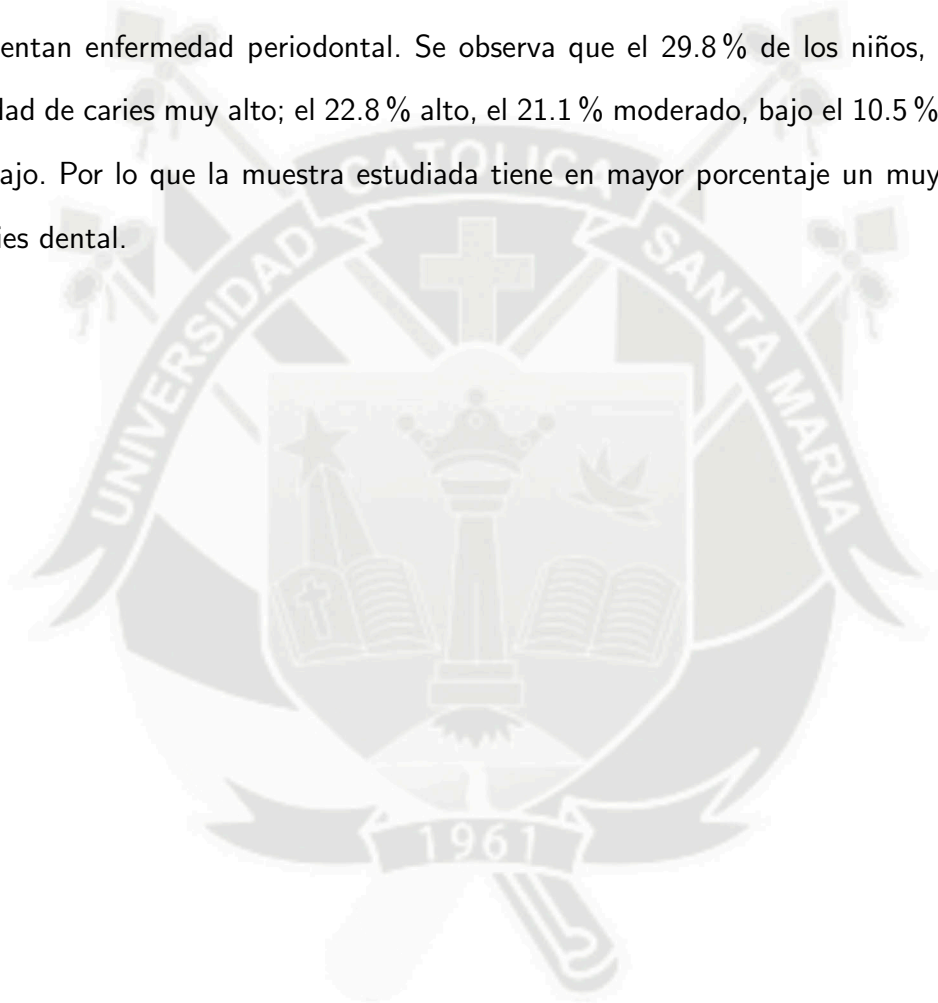 entan enfermedad periodontal. Se observa que el 29.8 % de los niños,
dad de caries muy alto; el 22.8 % alto, el 21.1 % moderado, bajo el 10.5 %
ajo. Por lo que la muestra estudiada tiene en mayor porcentaje un muy
ies dental.
UNIVERSIDAD CATOLICA SANTA MARIA
1961